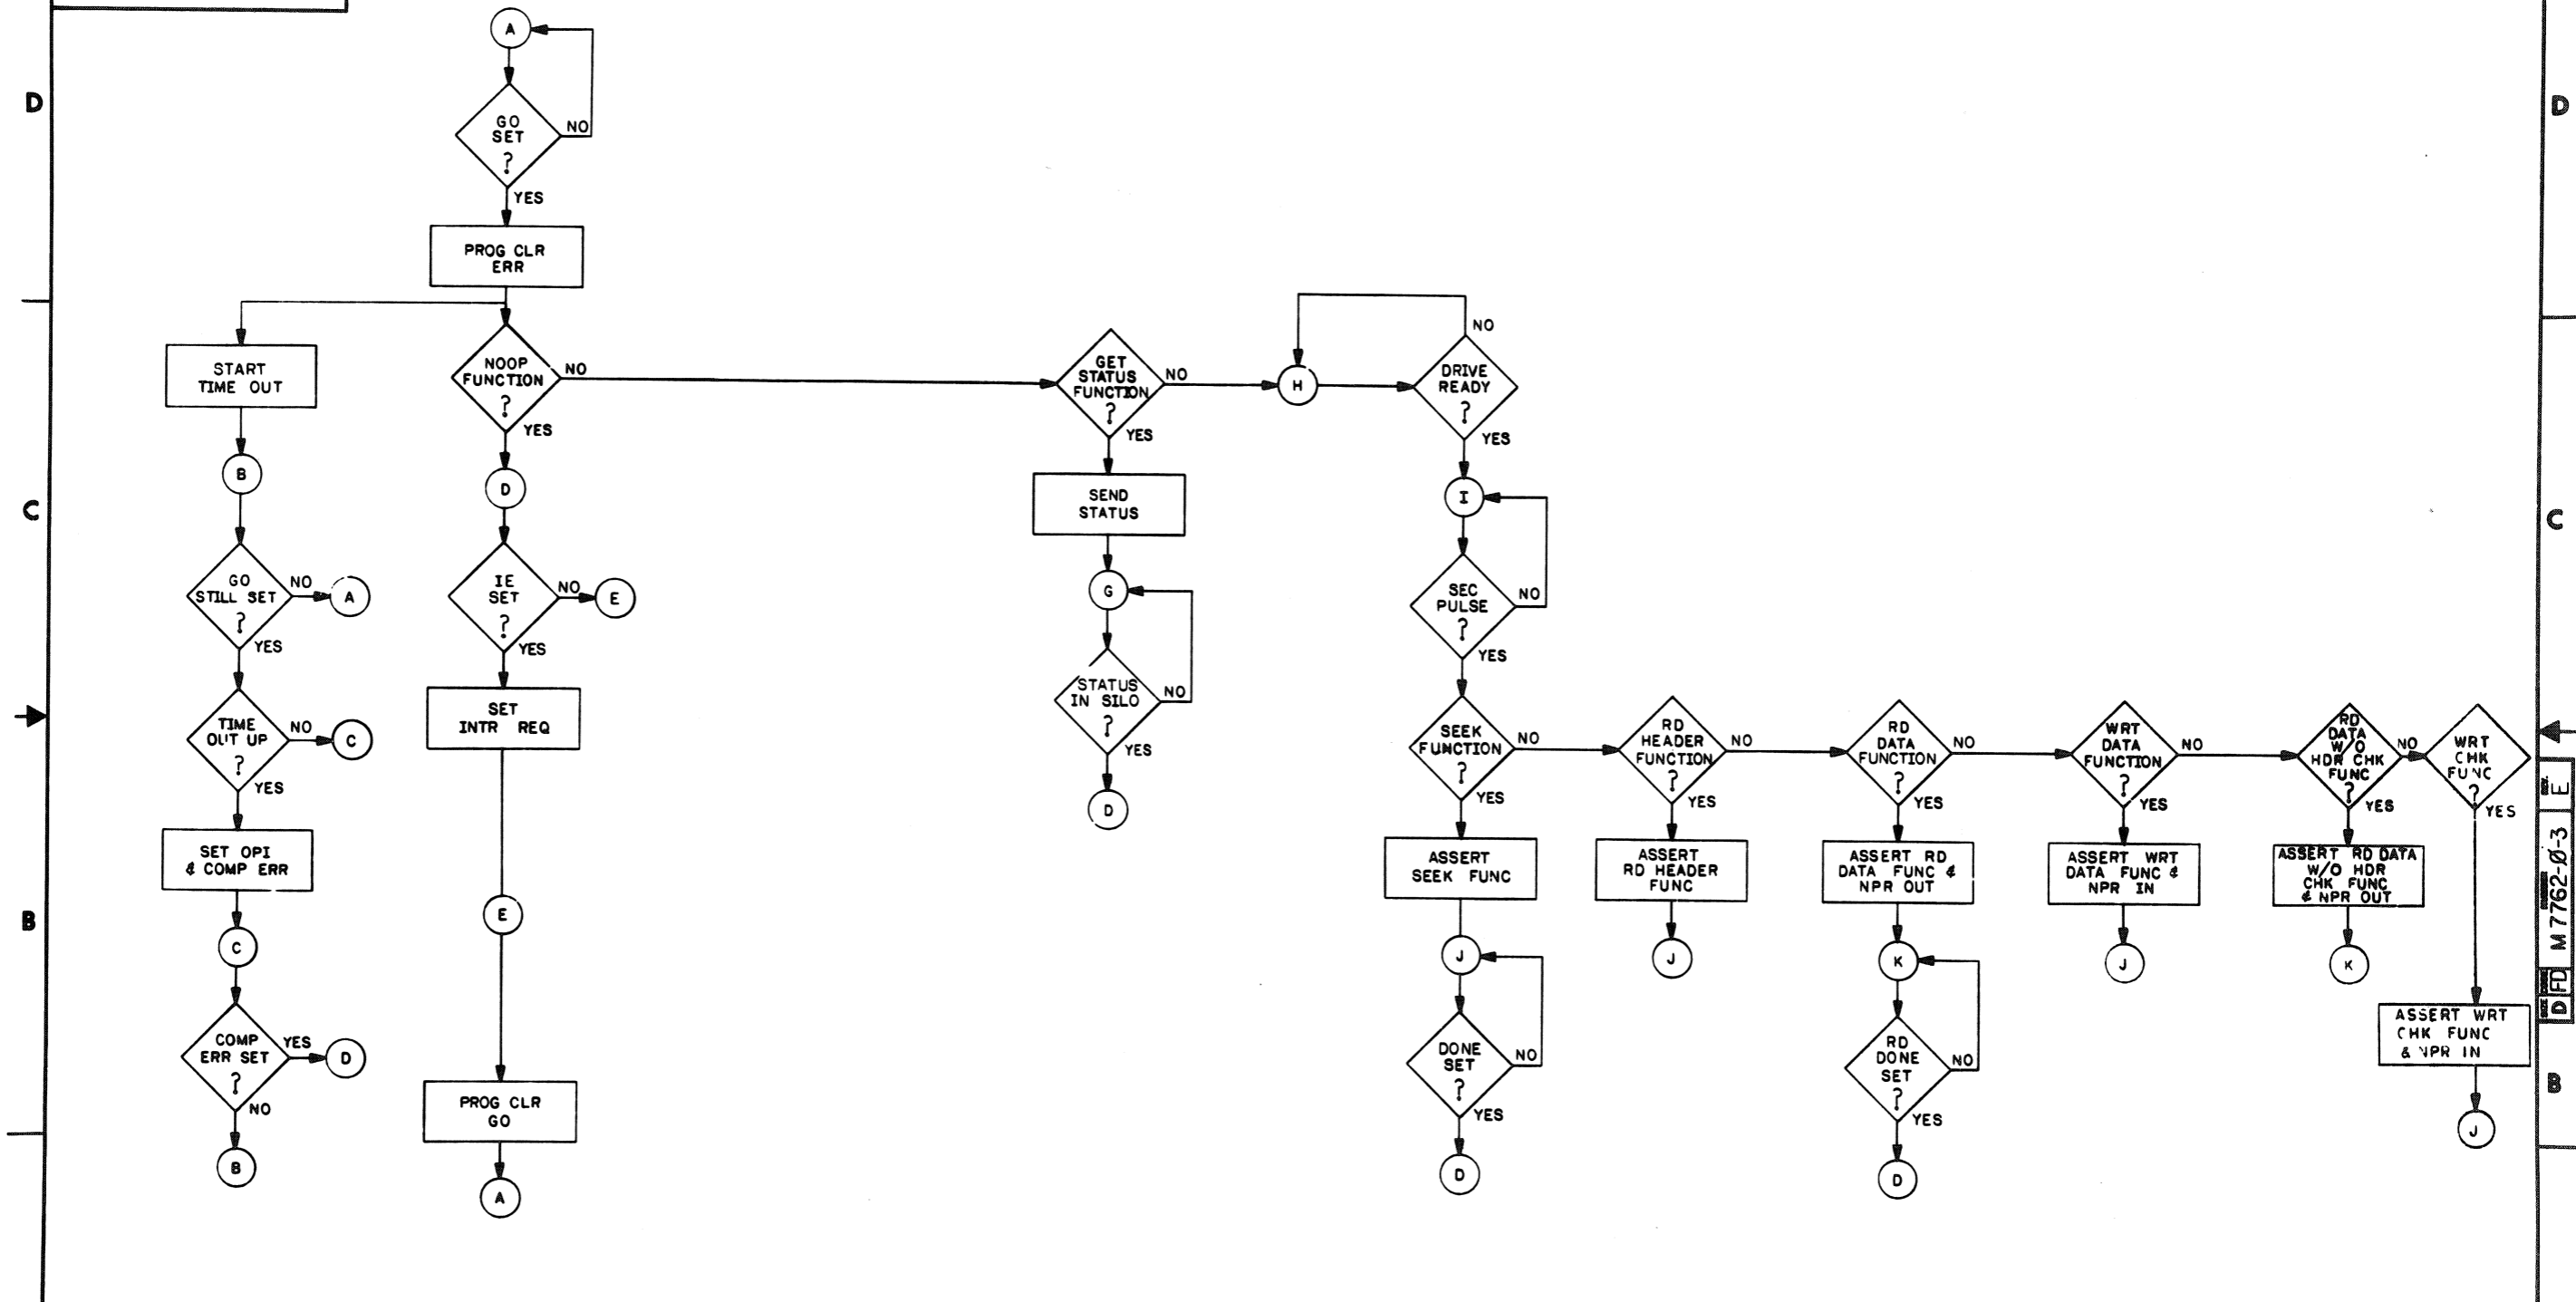 A
GO
SET
?
NO
YES
PROG CLR
ERR
START
TIME OUT
B
GO
STILL SET
?
NO
A
YES
TIME
OUT UP
?
NO
C
YES
SET OPI
& COMP ERR
C
COMP
ERR SET
?
YES
D
NO
B
NOOP
FUNCTION
?
NO
YES
D
IE
SET
?
NO
E
YES
SET
INTR REQ
E
PROG CLR
GO
A
GET
STATUS
FUNCTION
?
NO
YES
SEND
STATUS
G
STATUS
IN SILO
?
NO
YES
D
H
DRIVE
READY
?
NO
YES
I
SEC
PULSE
?
NO
YES
SEEK
FUNCTION
?
NO
YES
ASSERT
SEEK FUNC
J
DONE
SET
?
NO
YES
D
RD
HEADER
FUNCTION
?
NO
YES
ASSERT
RD HEADER
FUNC
J
RD
DATA
FUNCTION
?
NO
YES
ASSERT RD
DATA FUNC &
NPR OUT
K
RD
DONE
SET
?
NO
YES
D
WRT
DATA
FUNCTION
?
NO
YES
ASSERT WRT
DATA FUNC &
NPR IN
J
RD
DATA
W/O
HDR CHK
FUNC
?
NO
YES
ASSERT RD DATA
W/O HDR
CHK FUNC
& NPR OUT
K
WRT
CHK
FUNC
?
YES
ASSERT WRT
CHK FUNC
& NPR IN
J
D
C
B
D
C
B
SIZE
D
CODE
FD
NUMBER
M7762-Ø-3
REV.
E